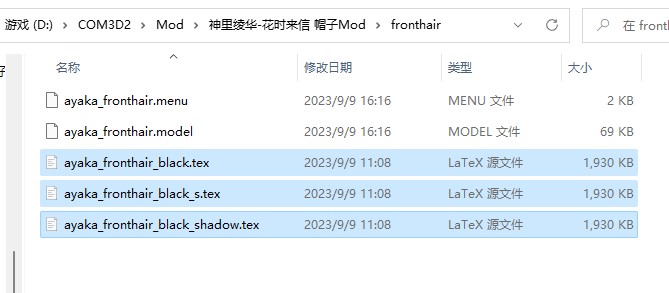 游戏 (D:) › COM3D2 › Mod › 神里绫华-花时来信 帽子Mod › fronthair 在 fronth
名称 修改日期 类型 大小
ayaka_fronthair.menu 2023/9/9 16:16 MENU 文件 2 KB
ayaka_fronthair.model 2023/9/9 16:16 MODEL 文件 69 KB
ayaka_fronthair_black.tex 2023/9/9 11:08 LaTeX 源文件 1,930 KB
ayaka_fronthair_black_s.tex 2023/9/9 11:08 LaTeX 源文件 1,930 KB
ayaka_fronthair_black_shadow.tex 2023/9/9 11:08 LaTeX 源文件 1,930 KB